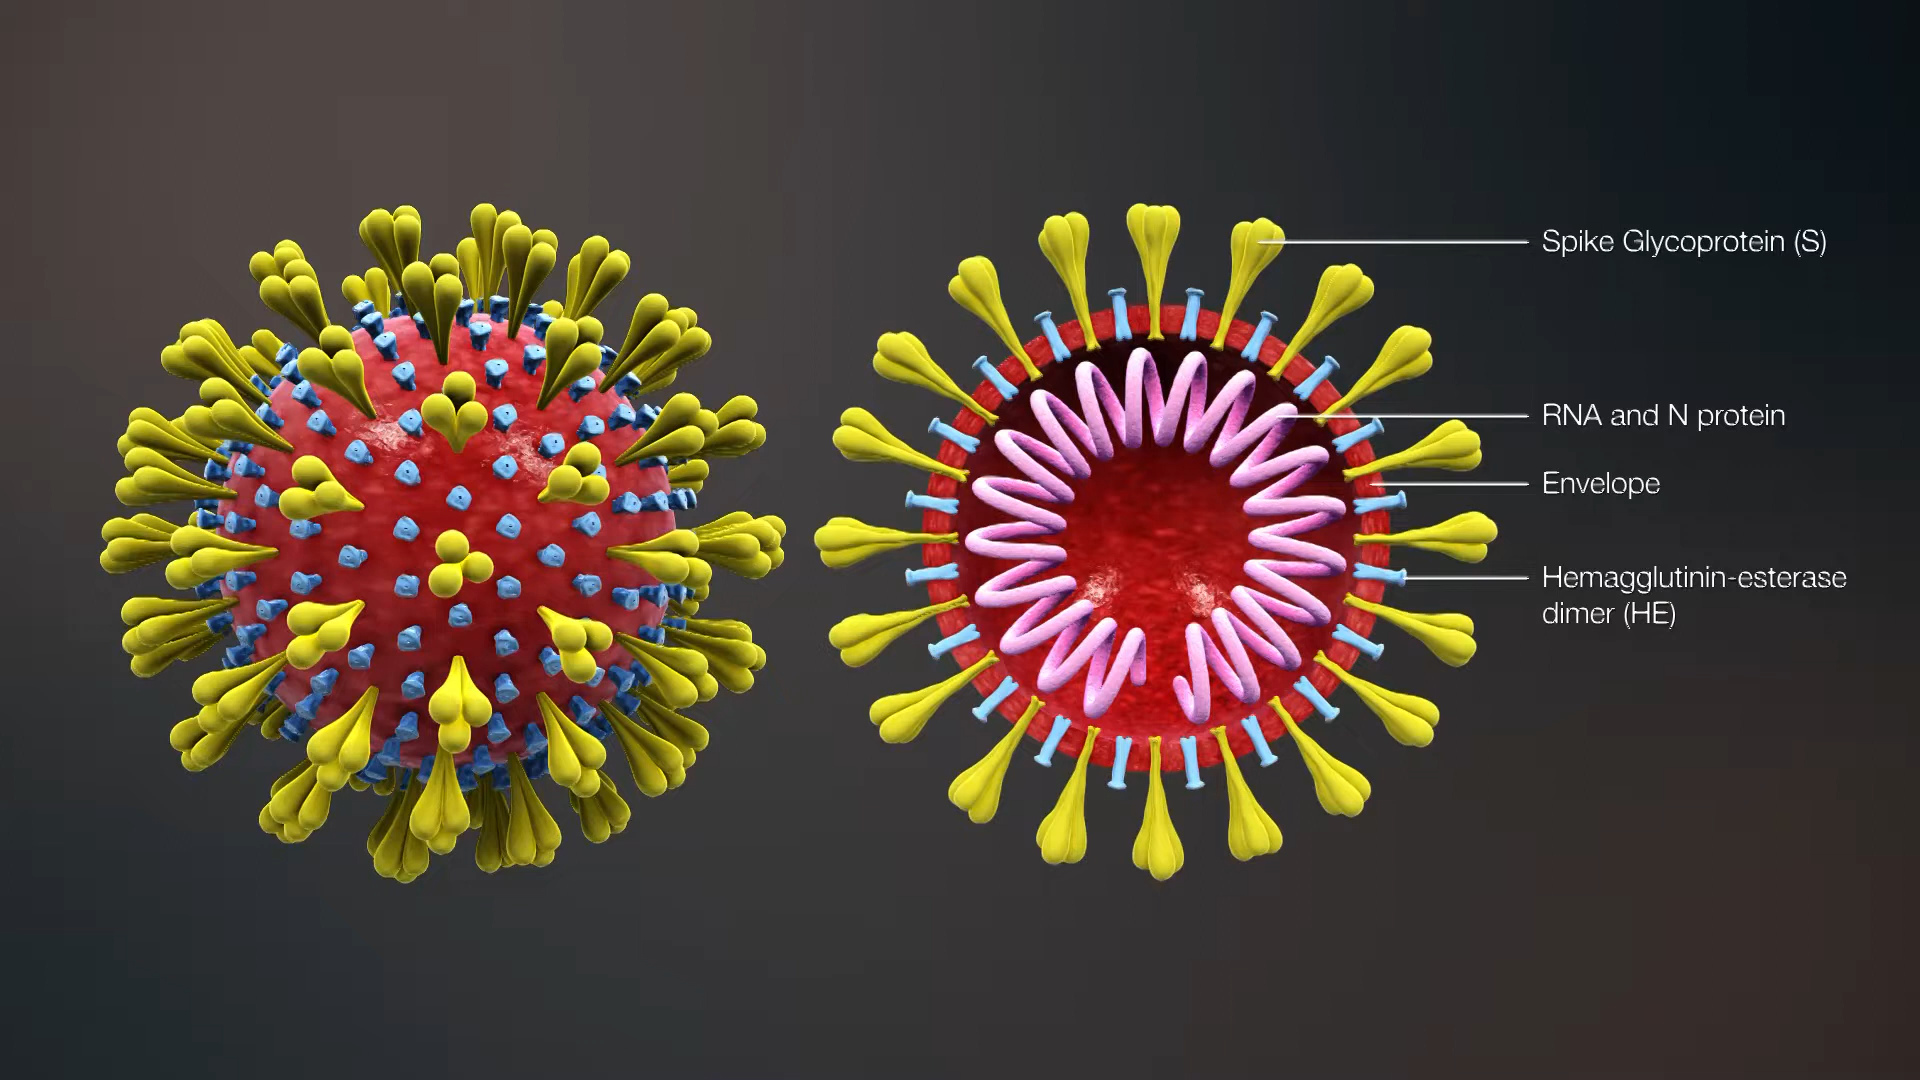 Spike Glycoprotein (S)
RNA and N protein
Envelope
Hemagglutinin-esterase
dimer (HE)